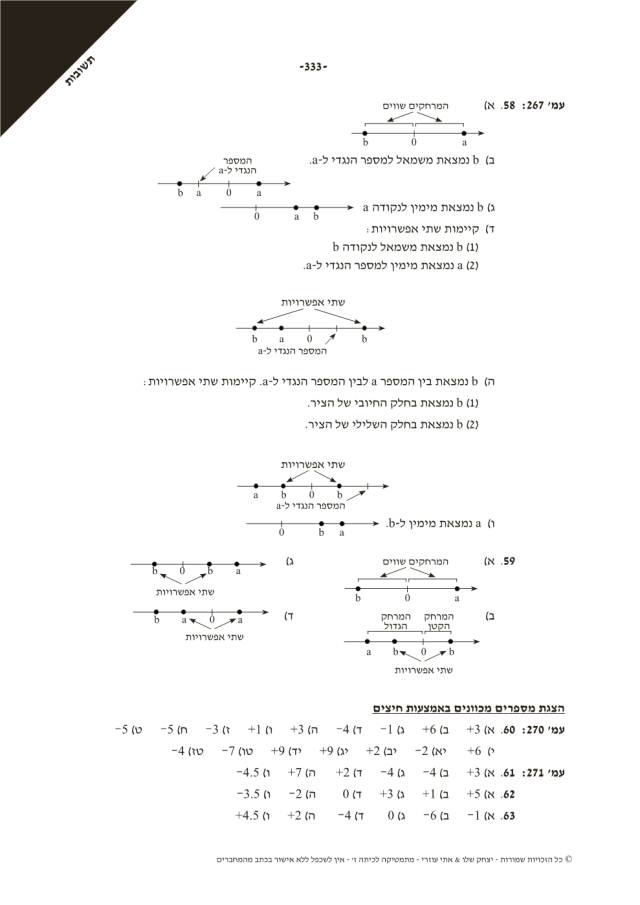 תשובות
-333-
עמ' 267: 58. א) המרחקים שווים
b 0 a
ב) b נמצאת משמאל למספר הנגדי ל-a.
המספר
הנגדי ל-a
b a 0 a
ג) b נמצאת מימין לנקודה a
0 a b
ד) קיימות שתי אפשרויות:
(1) b נמצאת משמאל לנקודה b
(2) a נמצאת מימין למספר הנגדי ל-a.
שתי אפשרויות
b a 0 b
המספר הנגדי ל-a
ה) b נמצאת בין המספר a לבין המספר הנגדי ל-a. קיימות שתי אפשרויות:
(1) b נמצאת בחלק החיובי של הציר.
(2) b נמצאת בחלק השלילי של הציר.
שתי אפשרויות
a b 0 b
המספר הנגדי ל-a
ו) a נמצאת מימין ל-b.
0 b a
59. א) המרחקים שווים
b 0 a
ב) המרחק הגדול המרחק הקטן
a b 0 b
שתי אפשרויות
ג) b 0 b a
שתי אפשרויות
ד) b a 0 a
שתי אפשרויות
הצגת מספרים מכוונים באמצעות חיצים
עמ' 270: 60. א) +3 ב) +6 ג) -1 ד) -4 ה) +3 ו) +1 ז) -3 ח) -5 ט) -5
י) +6 יא) -2 יב) +2 יג) +9 יד) +9 טו) -7 טז) -4
עמ' 271: 61. א) +3 ב) -4 ג) -4 ד) +2 ה) +7 ו) -4.5
62. א) +5 ב) +1 ג) +3 ד) 0 ה) -2 ו) -3.5
63. א) -1 ב) -6 ג) 0 ד) -4 ה) +2 ו) +4.5
© כל הזכויות שמורות - יצחק שלו & אתי עוזרי - מתמטיקה לכיתה ז' - אין לשכפל ללא אישור בכתב מהמחברים